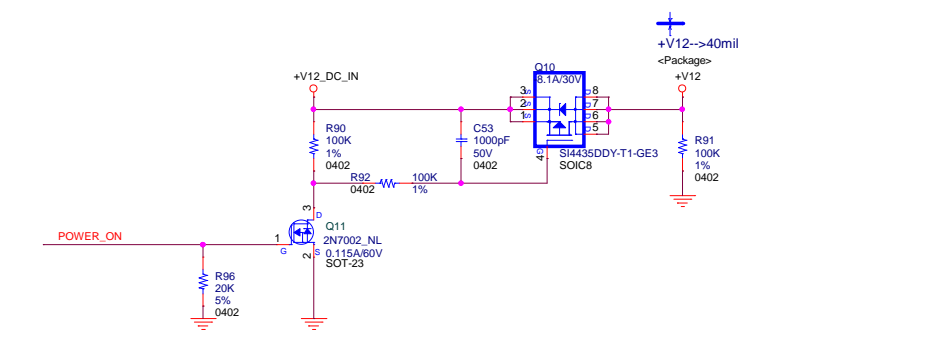 +V12-->40mil
<Package>
+V12
+V12_DC_IN
Q10
8.1A/30V
3
2
1
S
S
S
D
D
D
D
8
7
6
5
G
4
SI4435DDY-T1-GE3
SOIC8
R90
100K
1%
0402
C53
1000pF
50V
0402
R91
100K
1%
0402
R92
0402
100K
1%
POWER_ON
1
G
3
D
2
S
Q11
2N7002_NL
0.115A/60V
SOT-23
R96
20K
5%
0402